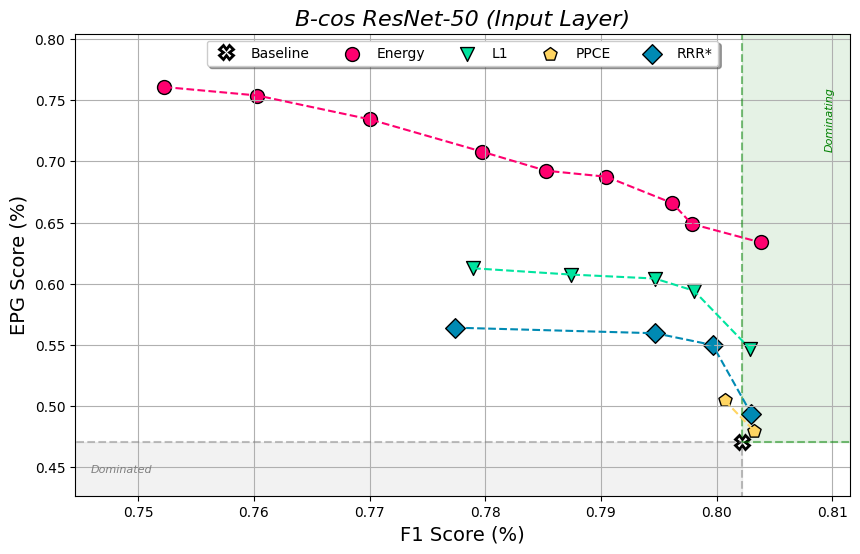 B-cos ResNet-50 (Input Layer)
Baseline Energy L1 PPCE RRR*
Dominating
Dominated
EPG Score (%)
0.80
0.75
0.70
0.65
0.60
0.55
0.50
0.45
0.75 0.76 0.77 0.78 0.79 0.80 0.81
F1 Score (%)